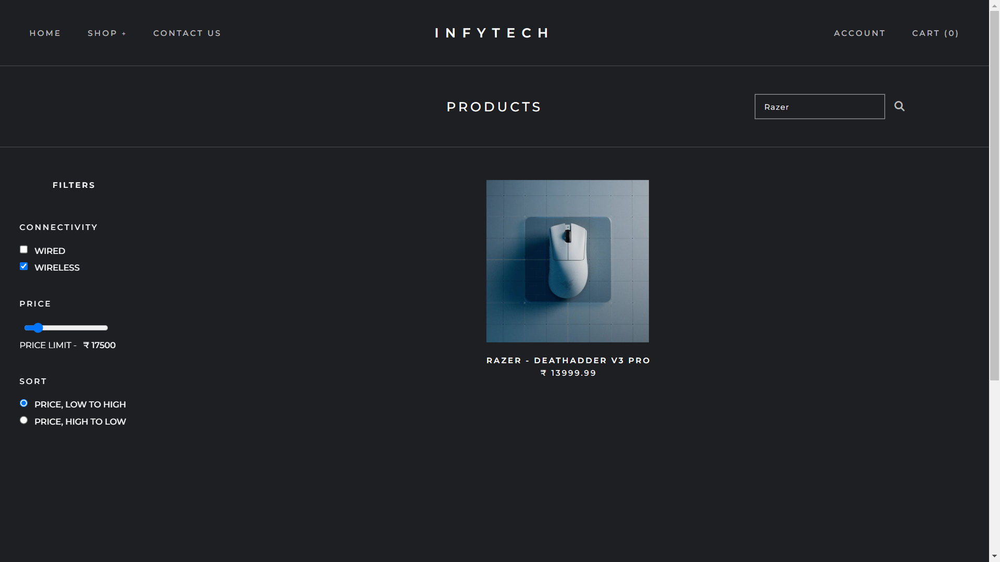 HOME SHOP + CONTACT US INFYTECH ACCOUNT CART (0)
PRODUCTS Razer
FILTERS
CONNECTIVITY
WIRED
WIRELESS
PRICE
PRICE LIMIT - ₹ 17500
SORT
PRICE, LOW TO HIGH
PRICE, HIGH TO LOW
RAZER - DEATHADDER V3 PRO
₹ 13999.99